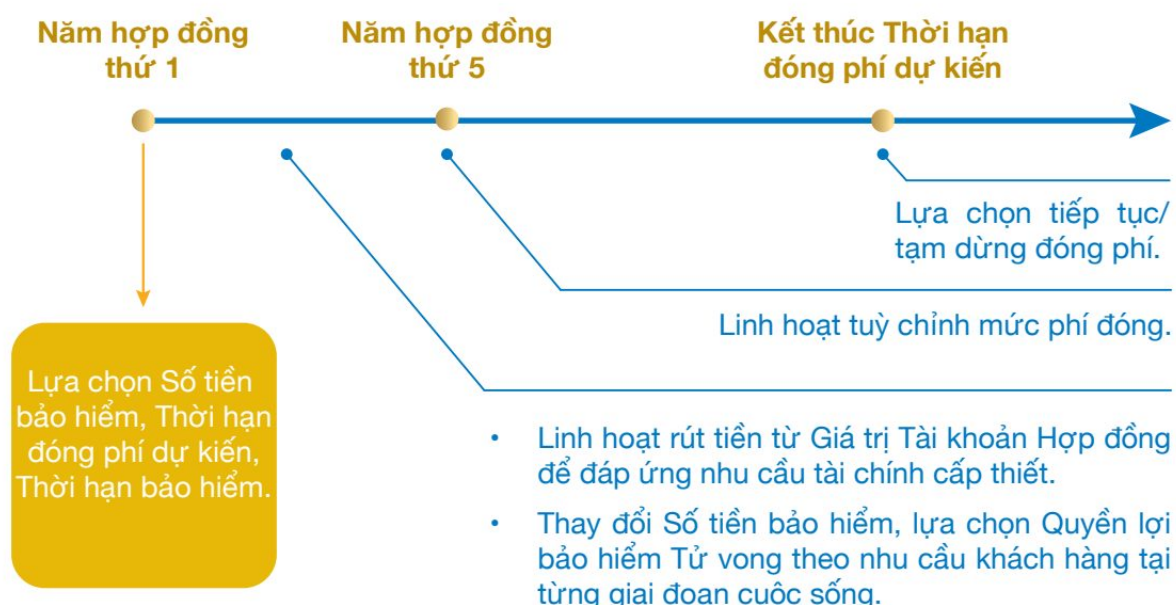 Năm hợp đồng
thứ 1
Năm hợp đồng
thứ 5
Kết thúc Thời hạn
đóng phí dự kiến
Lựa chọn tiếp tục/
tạm dừng đóng phí.
Linh hoạt tuỳ chỉnh mức phí đóng.
Lựa chọn Số tiền
bảo hiểm, Thời hạn
đóng phí dự kiến,
Thời hạn bảo hiểm.
• Linh hoạt rút tiền từ Giá trị Tài khoản Hợp đồng
để đáp ứng nhu cầu tài chính cấp thiết.
• Thay đổi Số tiền bảo hiểm, lựa chọn Quyền lợi
bảo hiểm Tử vong theo nhu cầu khách hàng tại
từng giai đoạn cuộc sống.